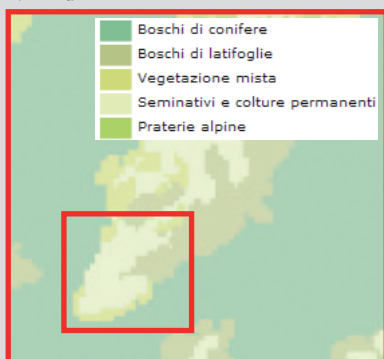 Boschi di conifere
Boschi di latifoglie
Vegetazione mista
Seminativi e colture permanenti
Praterie alpine